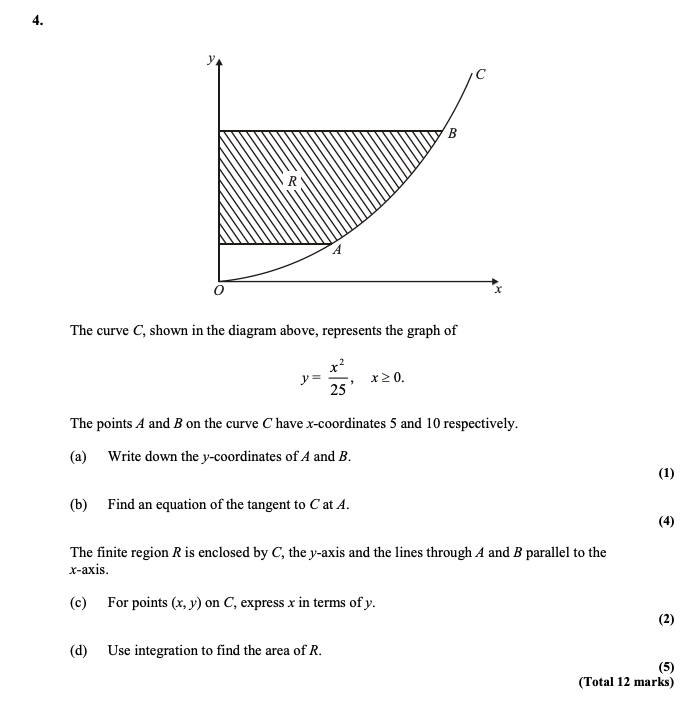 4.
y
C
B
R
A
O
x
The curve C, shown in the diagram above, represents the graph of
y = x²/25, x ≥ 0.
The points A and B on the curve C have x-coordinates 5 and 10 respectively.
(a) Write down the y-coordinates of A and B.
(1)
(b) Find an equation of the tangent to C at A.
(4)
The finite region R is enclosed by C, the y-axis and the lines through A and B parallel to the
x-axis.
(c) For points (x, y) on C, express x in terms of y.
(2)
(d) Use integration to find the area of R.
(5)
(Total 12 marks)